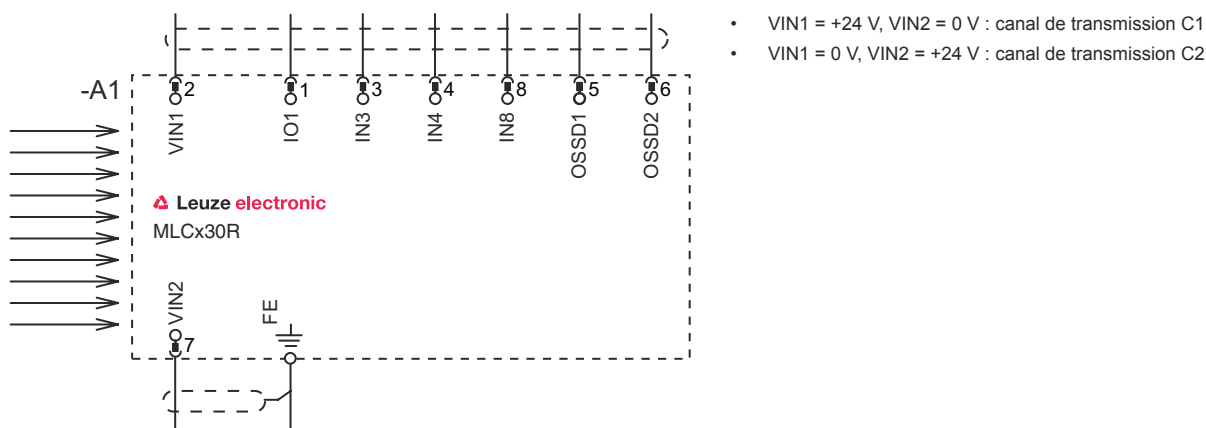 • VIN1 = +24 V, VIN2 = 0 V : canal de transmission C1
• VIN1 = 0 V, VIN2 = +24 V : canal de transmission C2
-A1
2 1 3 4 8 5 6
VIN1 IO1 IN3 IN4 IN8 OSSD1 OSSD2
Leuze electronic
MLCx30R
VIN2 FE
7